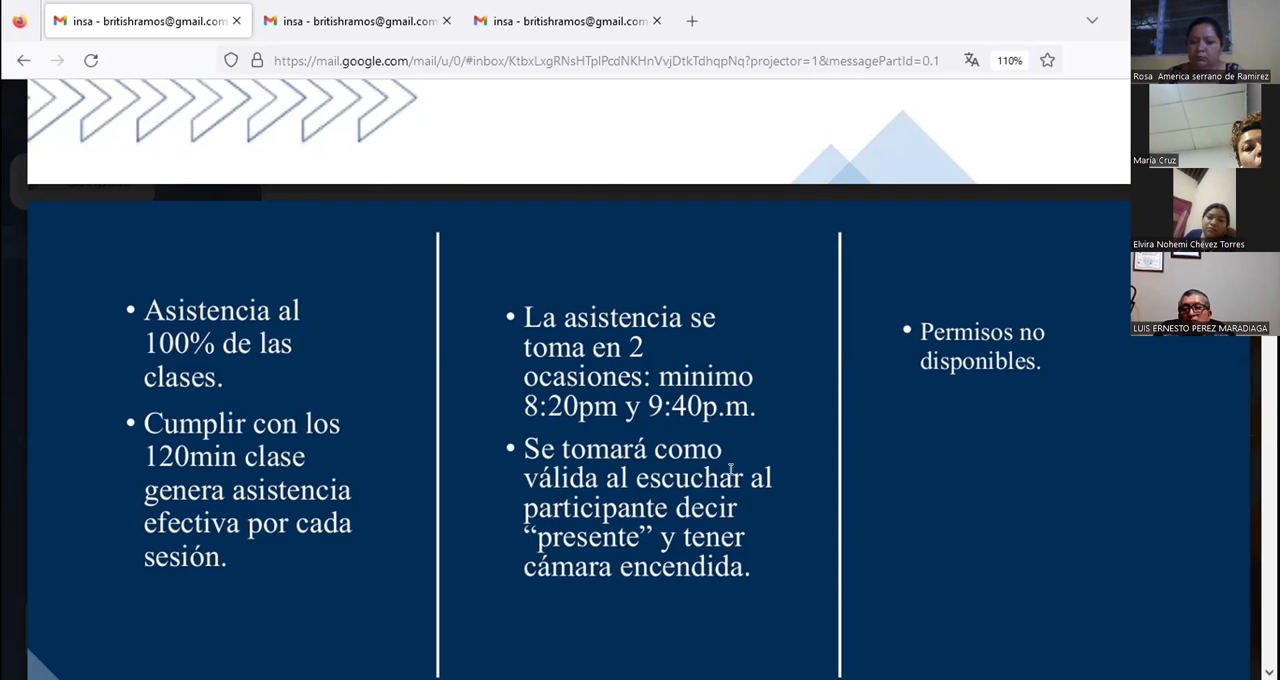 insa - britishramos@gmail.com
insa - britishramos@gmail.com
insa - britishramos@gmail.com
https://mail.google.com/mail/u/0/#inbox/KtbxLxgRNsHTplPcdNKHnVvjDtkTdhqpNq?projector=1&messagePartId=0.1
110%
Rosa America serrano de Ramirez
María Cruz
Elvira Nohemi Chévez Torres
LUIS ERNESTO PEREZ MARADIAGA
• Asistencia al
100% de las
clases.
• Cumplir con los
120min clase
genera asistencia
efectiva por cada
sesión.
• La asistencia se
toma en 2
ocasiones: minimo
8:20pm y 9:40p.m.
• Se tomará como
válida al escuchar al
participante decir
“presente” y tener
cámara encendida.
• Permisos no
disponibles.